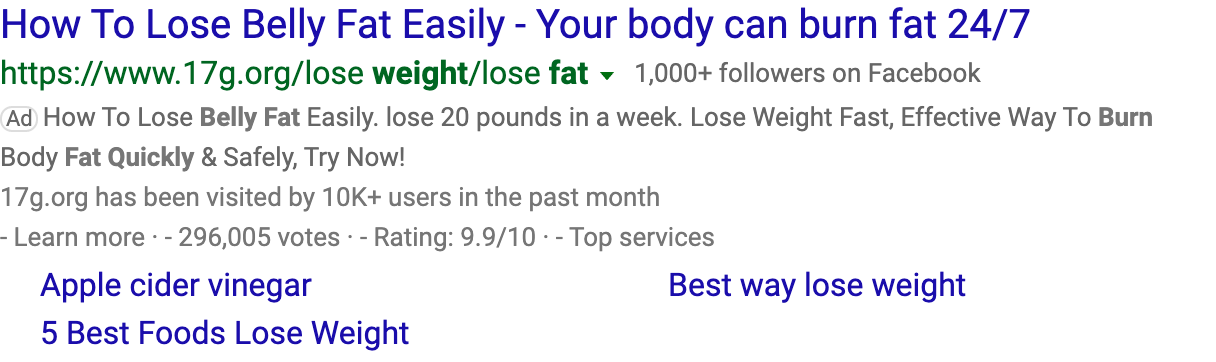 How To Lose Belly Fat Easily - Your body can burn fat 24/7
https://www.17g.org/lose weight/lose fat 1,000+ followers on Facebook
Ad How To Lose Belly Fat Easily. lose 20 pounds in a week. Lose Weight Fast, Effective Way To Burn
Body Fat Quickly & Safely, Try Now!
17g.org has been visited by 10K+ users in the past month
- Learn more · - 296,005 votes · - Rating: 9.9/10 · - Top services
Apple cider vinegar Best way lose weight
5 Best Foods Lose Weight